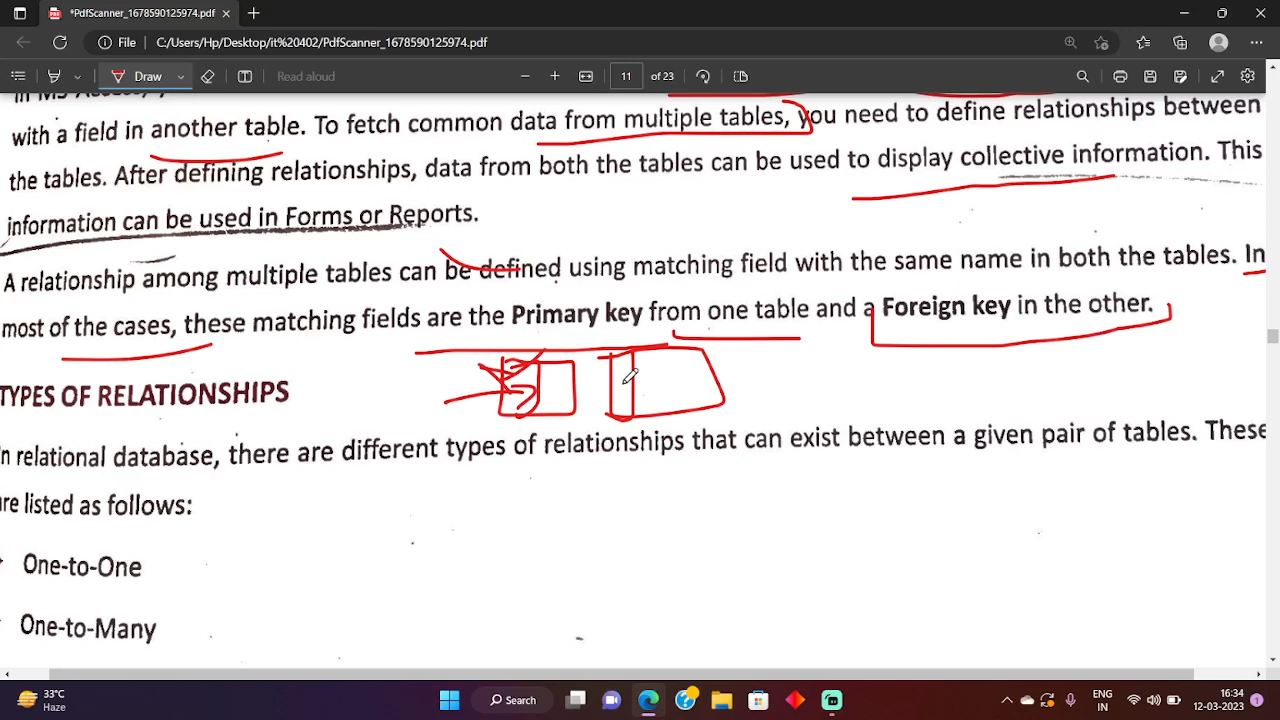 *PdfScanner_1678590125974.pdf
File C:/Users/Hp/Desktop/it%20402/PdfScanner_1678590125974.pdf
Draw Read aloud 11 of 23
with a field in another table. To fetch common data from multiple tables, you need to define relationships between
the tables. After defining relationships, data from both the tables can be used to display collective information. This
information can be used in Forms or Reports.
A relationship among multiple tables can be defined using matching field with the same name in both the tables. In
most of the cases, these matching fields are the Primary key from one table and a Foreign key in the other.
TYPES OF RELATIONSHIPS
n relational database, there are different types of relationships that can exist between a given pair of tables. These
re listed as follows:
One-to-One
One-to-Many
33°C
Haze
Search
ENG
IN
16:34
12-03-2023
1